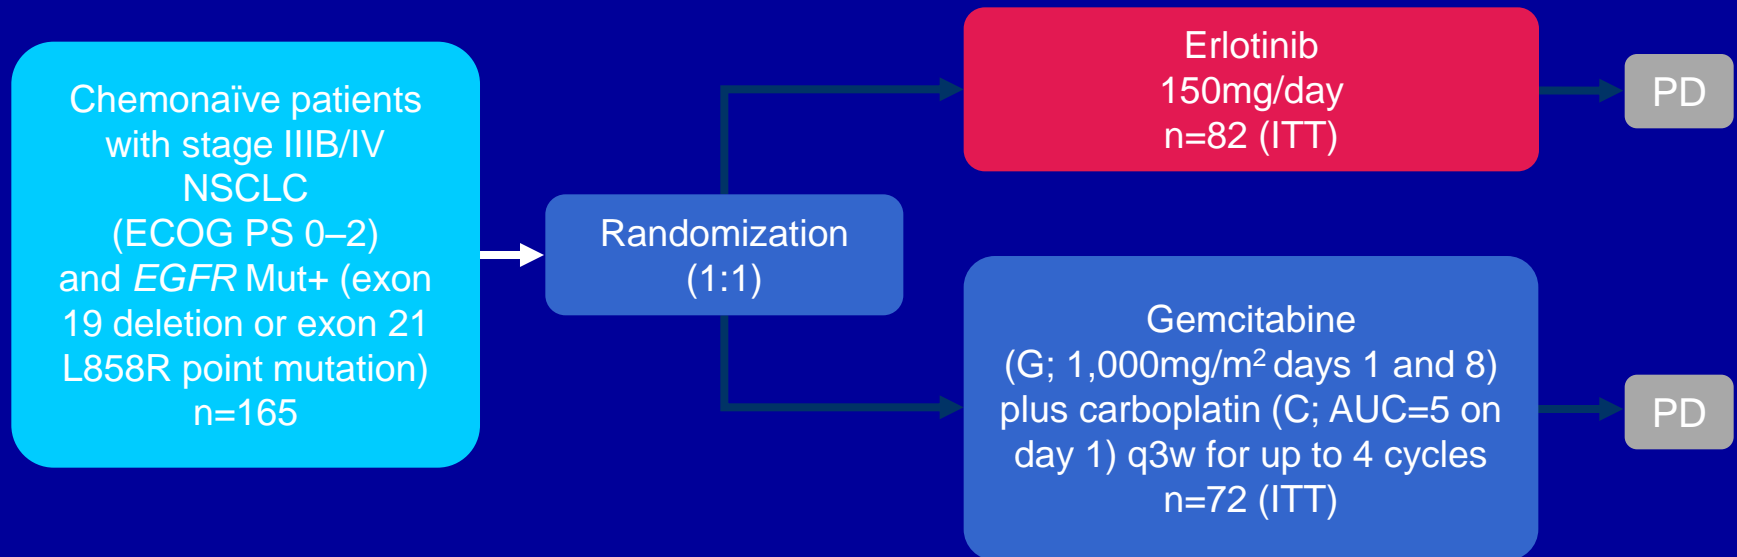 Chemonaïve patients
with stage IIIB/IV
NSCLC
(ECOG PS 0–2)
and EGFR Mut+ (exon
19 deletion or exon 21
L858R point mutation)
n=165
Randomization
(1:1)
Erlotinib
150mg/day
n=82 (ITT)
PD
Gemcitabine
(G; 1,000mg/m² days 1 and 8)
plus carboplatin (C; AUC=5 on
day 1) q3w for up to 4 cycles
n=72 (ITT)
PD